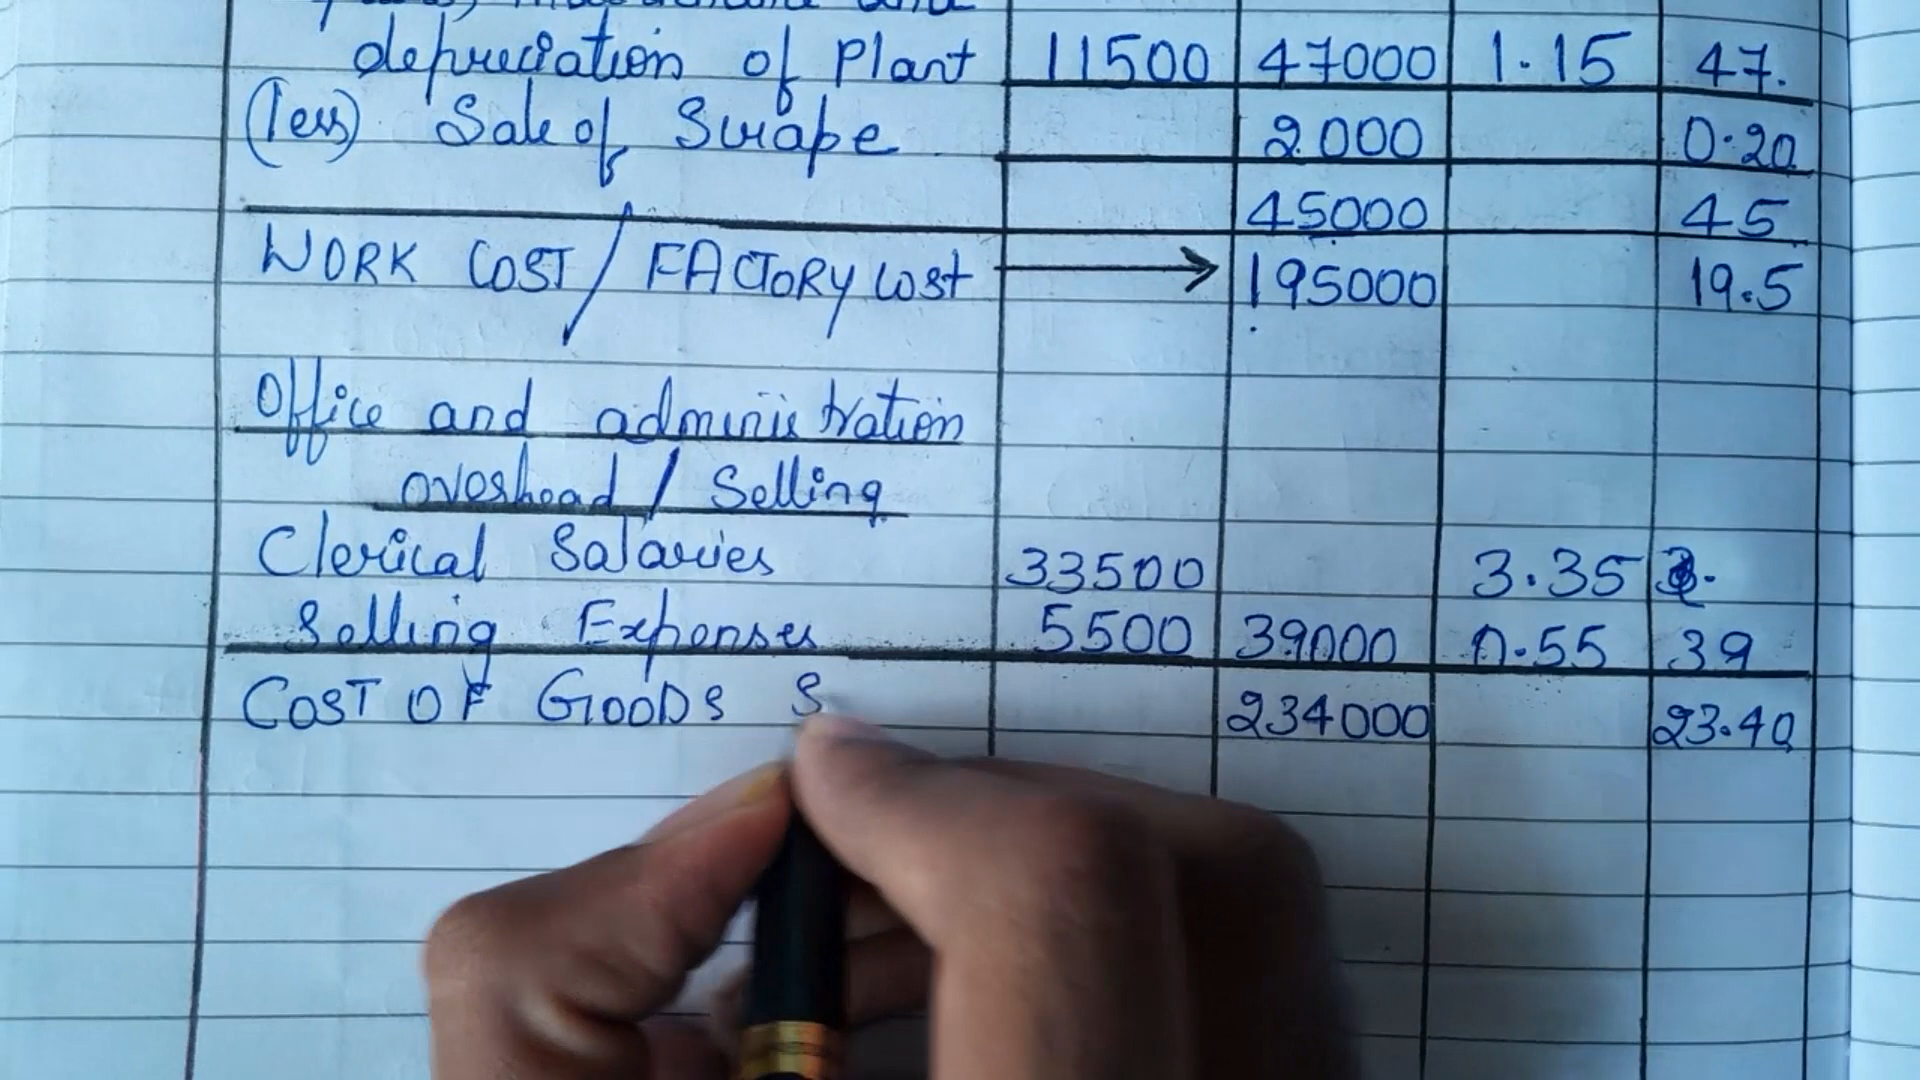 depreciation of Plant 11500 47000 1.15 47.
(less) Sale of Scrape 2000 0.20
45000 45
WORK COST / FACTORY cost 195000 19.5
Office and administration
overhead / Selling
Clerical Salaries 33500 3.35
Selling Expenses 5500 39000 0.55 39
COST OF GOODS S 234000 23.40